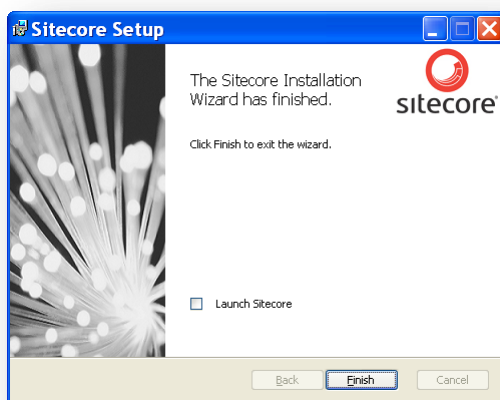 Sitecore Setup
The Sitecore Installation
Wizard has finished.
sitecore
Click Finish to exit the wizard.
Launch Sitecore
Back
Finish
Cancel